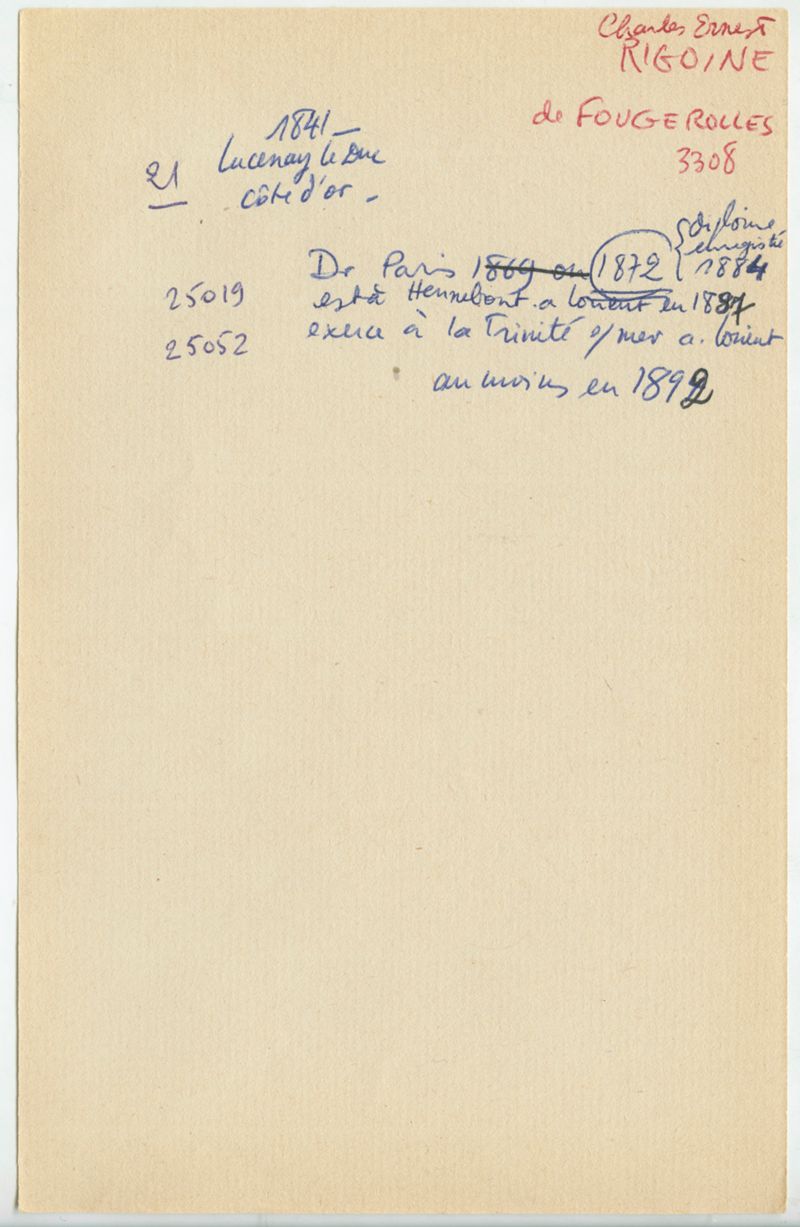 Charles Ernest
RIGOINE
de FOUGEROLLES
3308
1841 _
21 Lucenay le Duc
Côte d'or -
diplôme
enregistré
Dr Paris 1869 ou 1872 { 1884
25019 est à Hennebont. a. Lorient en 1887
25052 exerce à la Trinité s/mer a. Lorient
au moins en 1892